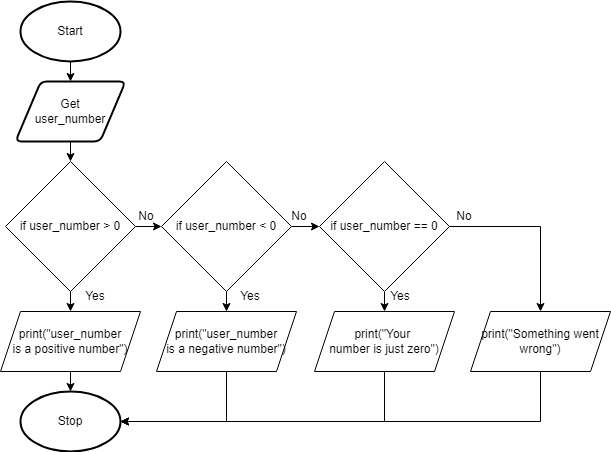 Start
Get
user_number
if user_number > 0
No
if user_number < 0
No
if user_number == 0
No
Yes
Yes
Yes
print("user_number
is a positive number")
print("user_number
is a negative number")
print("Your
number is just zero")
print("Something went
wrong")
Stop